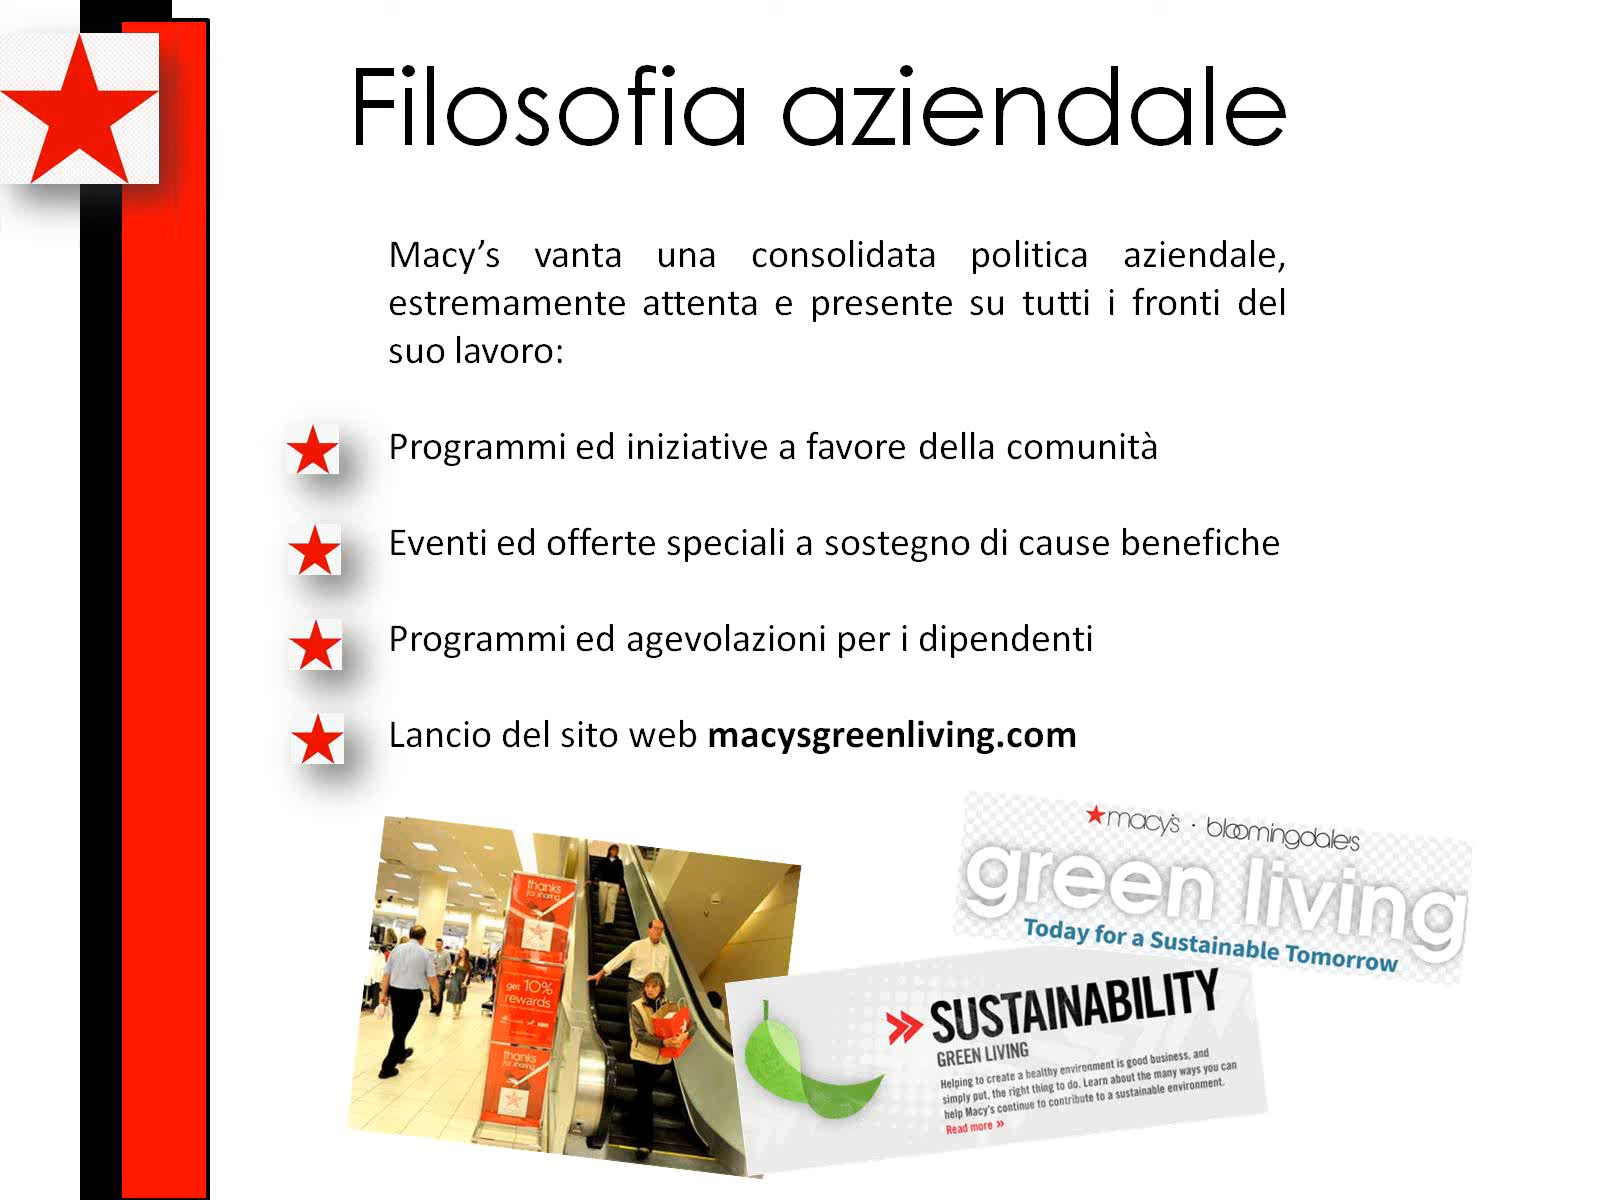 Filosofia aziendale
Macy’s vanta una consolidata politica aziendale,
estremamente attenta e presente su tutti i fronti del
suo lavoro:
Programmi ed iniziative a favore della comunità
Eventi ed offerte speciali a sostegno di cause benefiche
Programmi ed agevolazioni per i dipendenti
Lancio del sito web macysgreenliving.com
thanks
for sharing
get 10%
rewards
thanks
for sharing
macy's · bloomingdale's
green living
Today for a Sustainable Tomorrow
SUSTAINABILITY
GREEN LIVING
Helping to create a healthy environment is good business, and
simply put, the right thing to do. Learn about the many ways you can
help Macy's continue to contribute to a sustainable environment.
Read more »